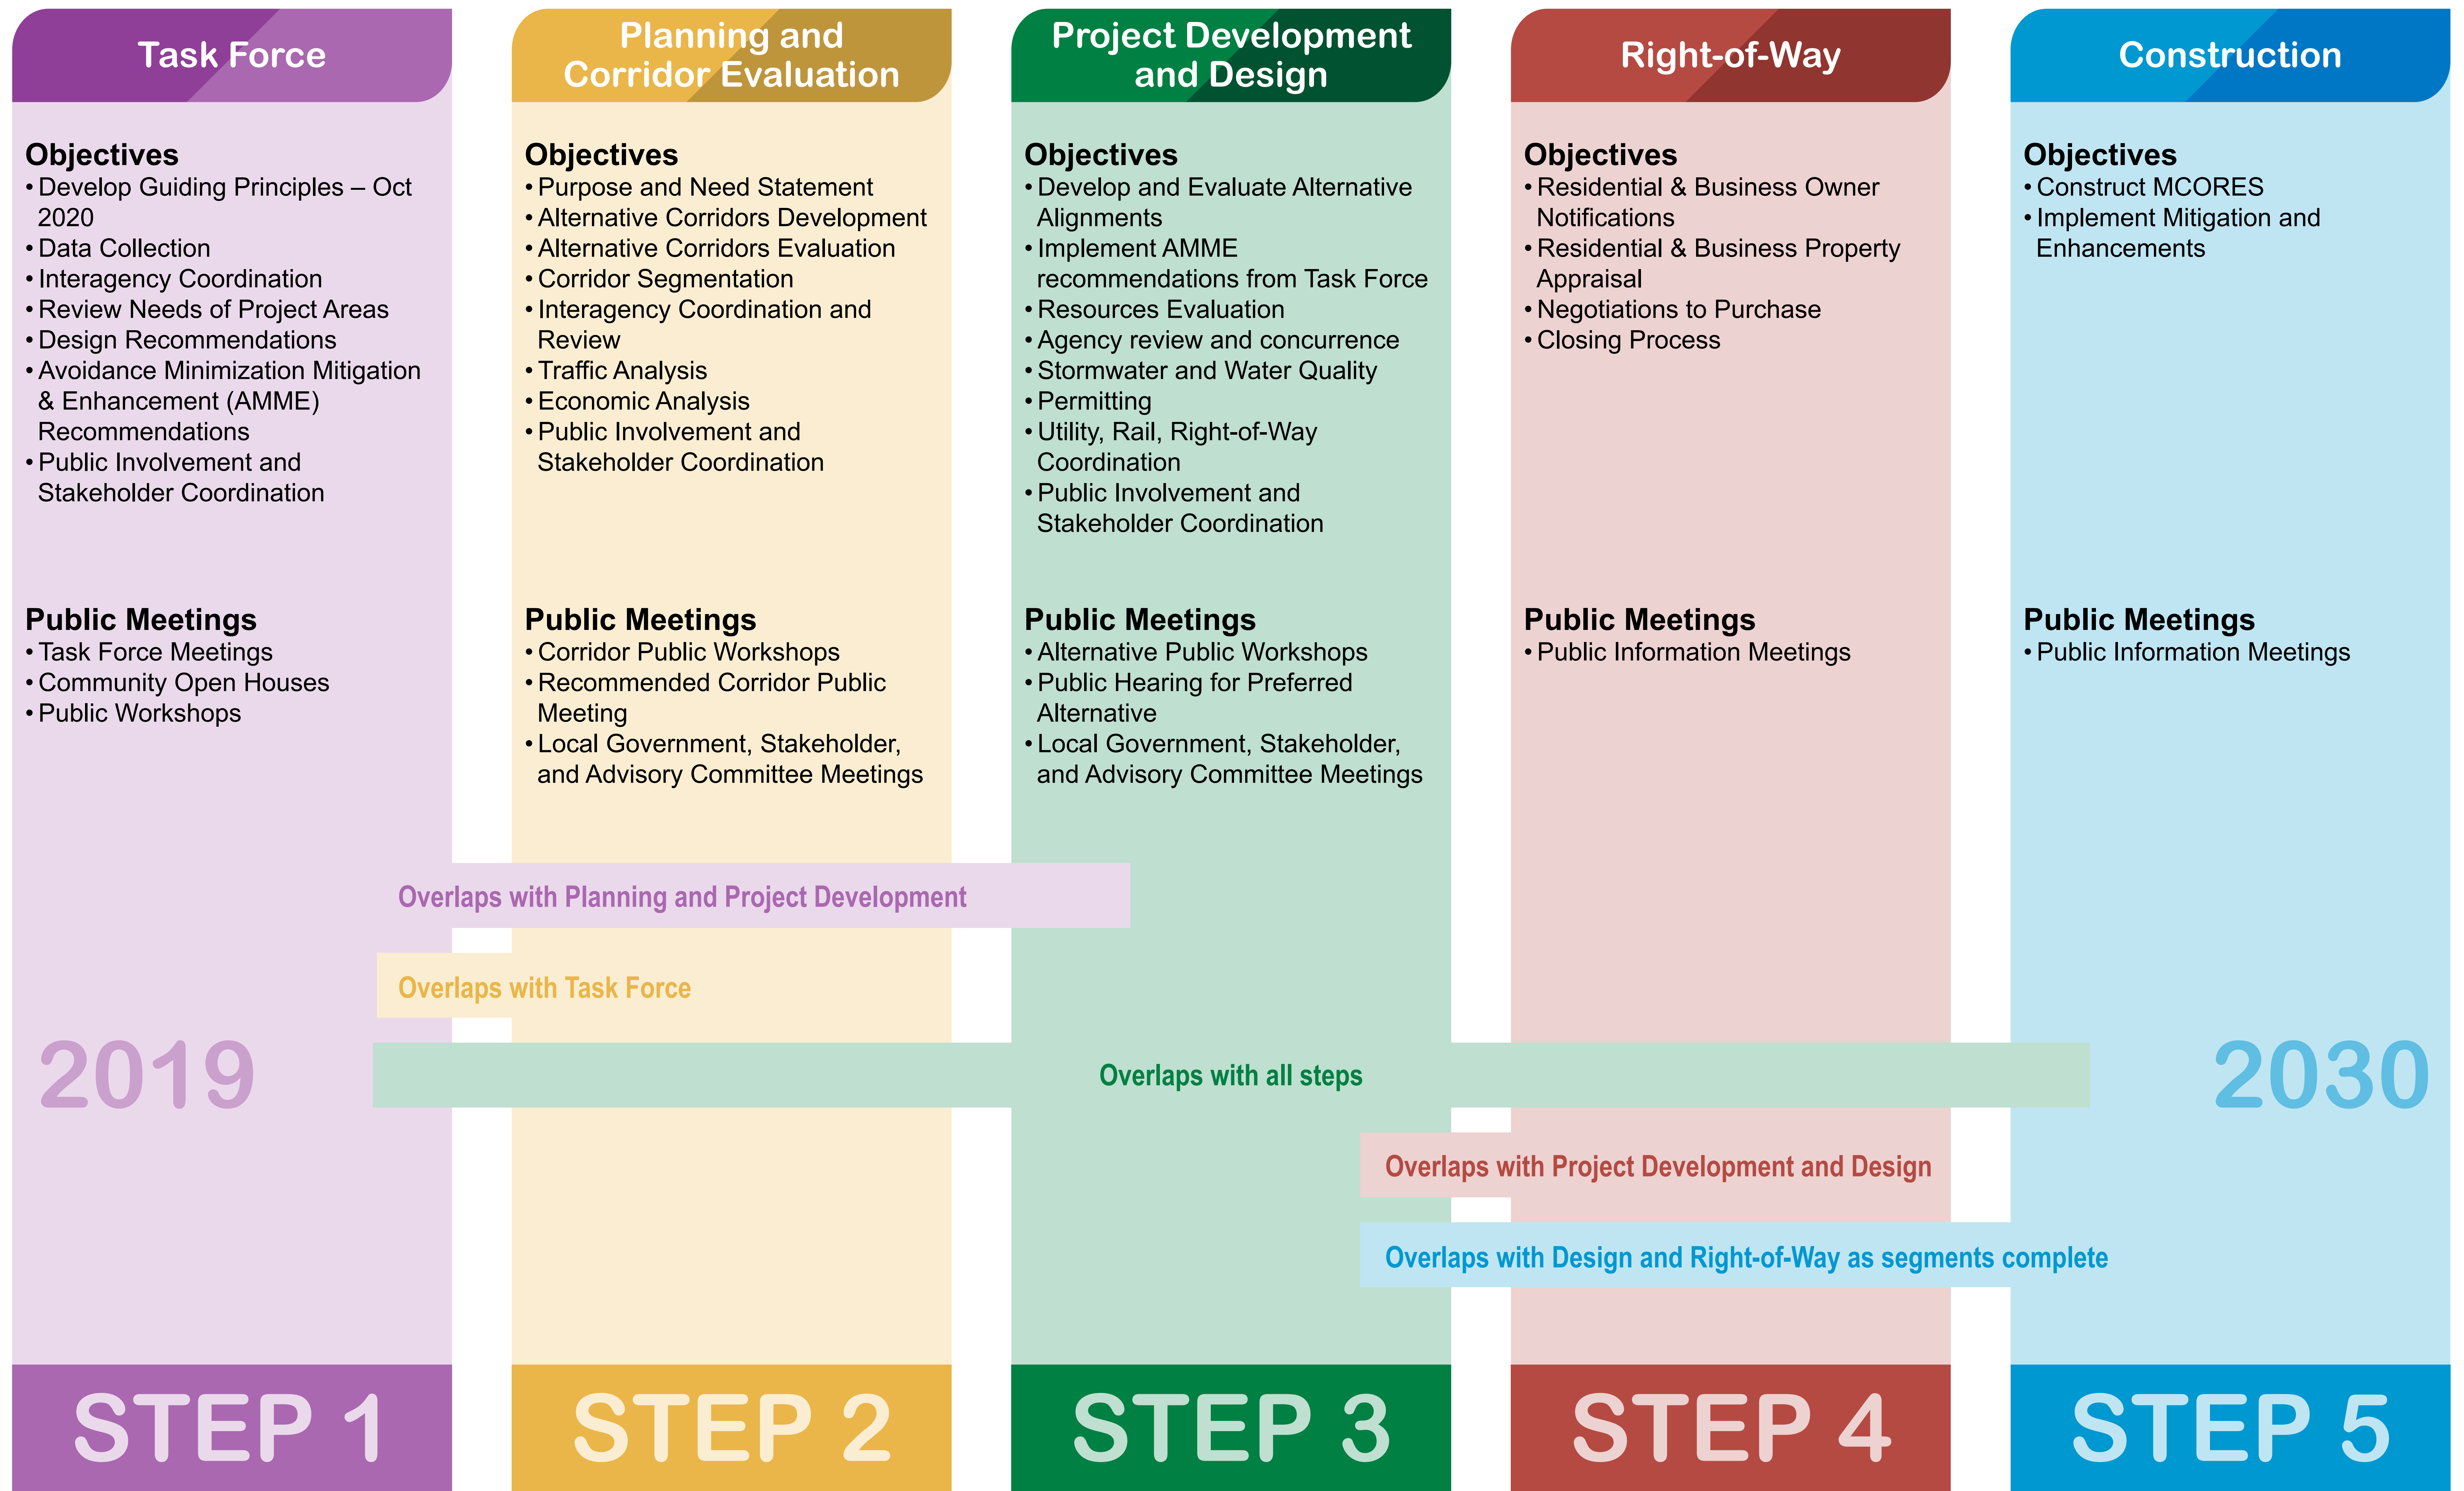 Task Force
Objectives
• Develop Guiding Principles – Oct
2020
• Data Collection
• Interagency Coordination
• Review Needs of Project Areas
• Design Recommendations
• Avoidance Minimization Mitigation
& Enhancement (AMME)
Recommendations
• Public Involvement and
Stakeholder Coordination
Public Meetings
• Task Force Meetings
• Community Open Houses
• Public Workshops
Planning and
Corridor Evaluation
Objectives
• Purpose and Need Statement
• Alternative Corridors Development
• Alternative Corridors Evaluation
• Corridor Segmentation
• Interagency Coordination and
Review
• Traffic Analysis
• Economic Analysis
• Public Involvement and
Stakeholder Coordination
Public Meetings
• Corridor Public Workshops
• Recommended Corridor Public
Meeting
• Local Government, Stakeholder,
and Advisory Committee Meetings
Project Development
and Design
Objectives
• Develop and Evaluate Alternative
Alignments
• Implement AMME
recommendations from Task Force
• Resources Evaluation
• Agency review and concurrence
• Stormwater and Water Quality
• Permitting
• Utility, Rail, Right-of-Way
Coordination
• Public Involvement and
Stakeholder Coordination
Public Meetings
• Alternative Public Workshops
• Public Hearing for Preferred
Alternative
• Local Government, Stakeholder,
and Advisory Committee Meetings
Right-of-Way
Objectives
• Residential & Business Owner
Notifications
• Residential & Business Property
Appraisal
• Negotiations to Purchase
• Closing Process
Public Meetings
• Public Information Meetings
Construction
Objectives
• Construct MCORES
• Implement Mitigation and
Enhancements
Public Meetings
• Public Information Meetings
Overlaps with Planning and Project Development
Overlaps with Task Force
2019
Overlaps with all steps
2030
Overlaps with Project Development and Design
Overlaps with Design and Right-of-Way as segments complete
STEP 1
STEP 2
STEP 3
STEP 4
STEP 5